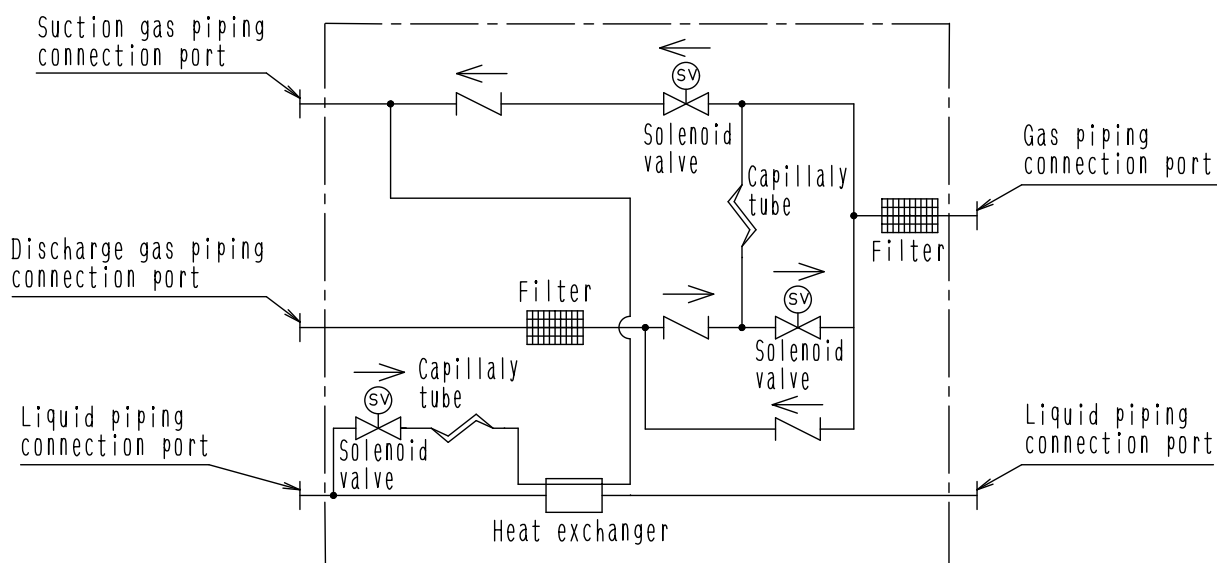 Suction gas piping
connection port
SV
Solenoid
valve
Gas piping
connection port
Capillaly
tube
Filter
Discharge gas piping
connection port
Filter
SV
Solenoid
valve
Capillaly
tube
SV
Solenoid
valve
Liquid piping
connection port
Liquid piping
connection port
Heat exchanger